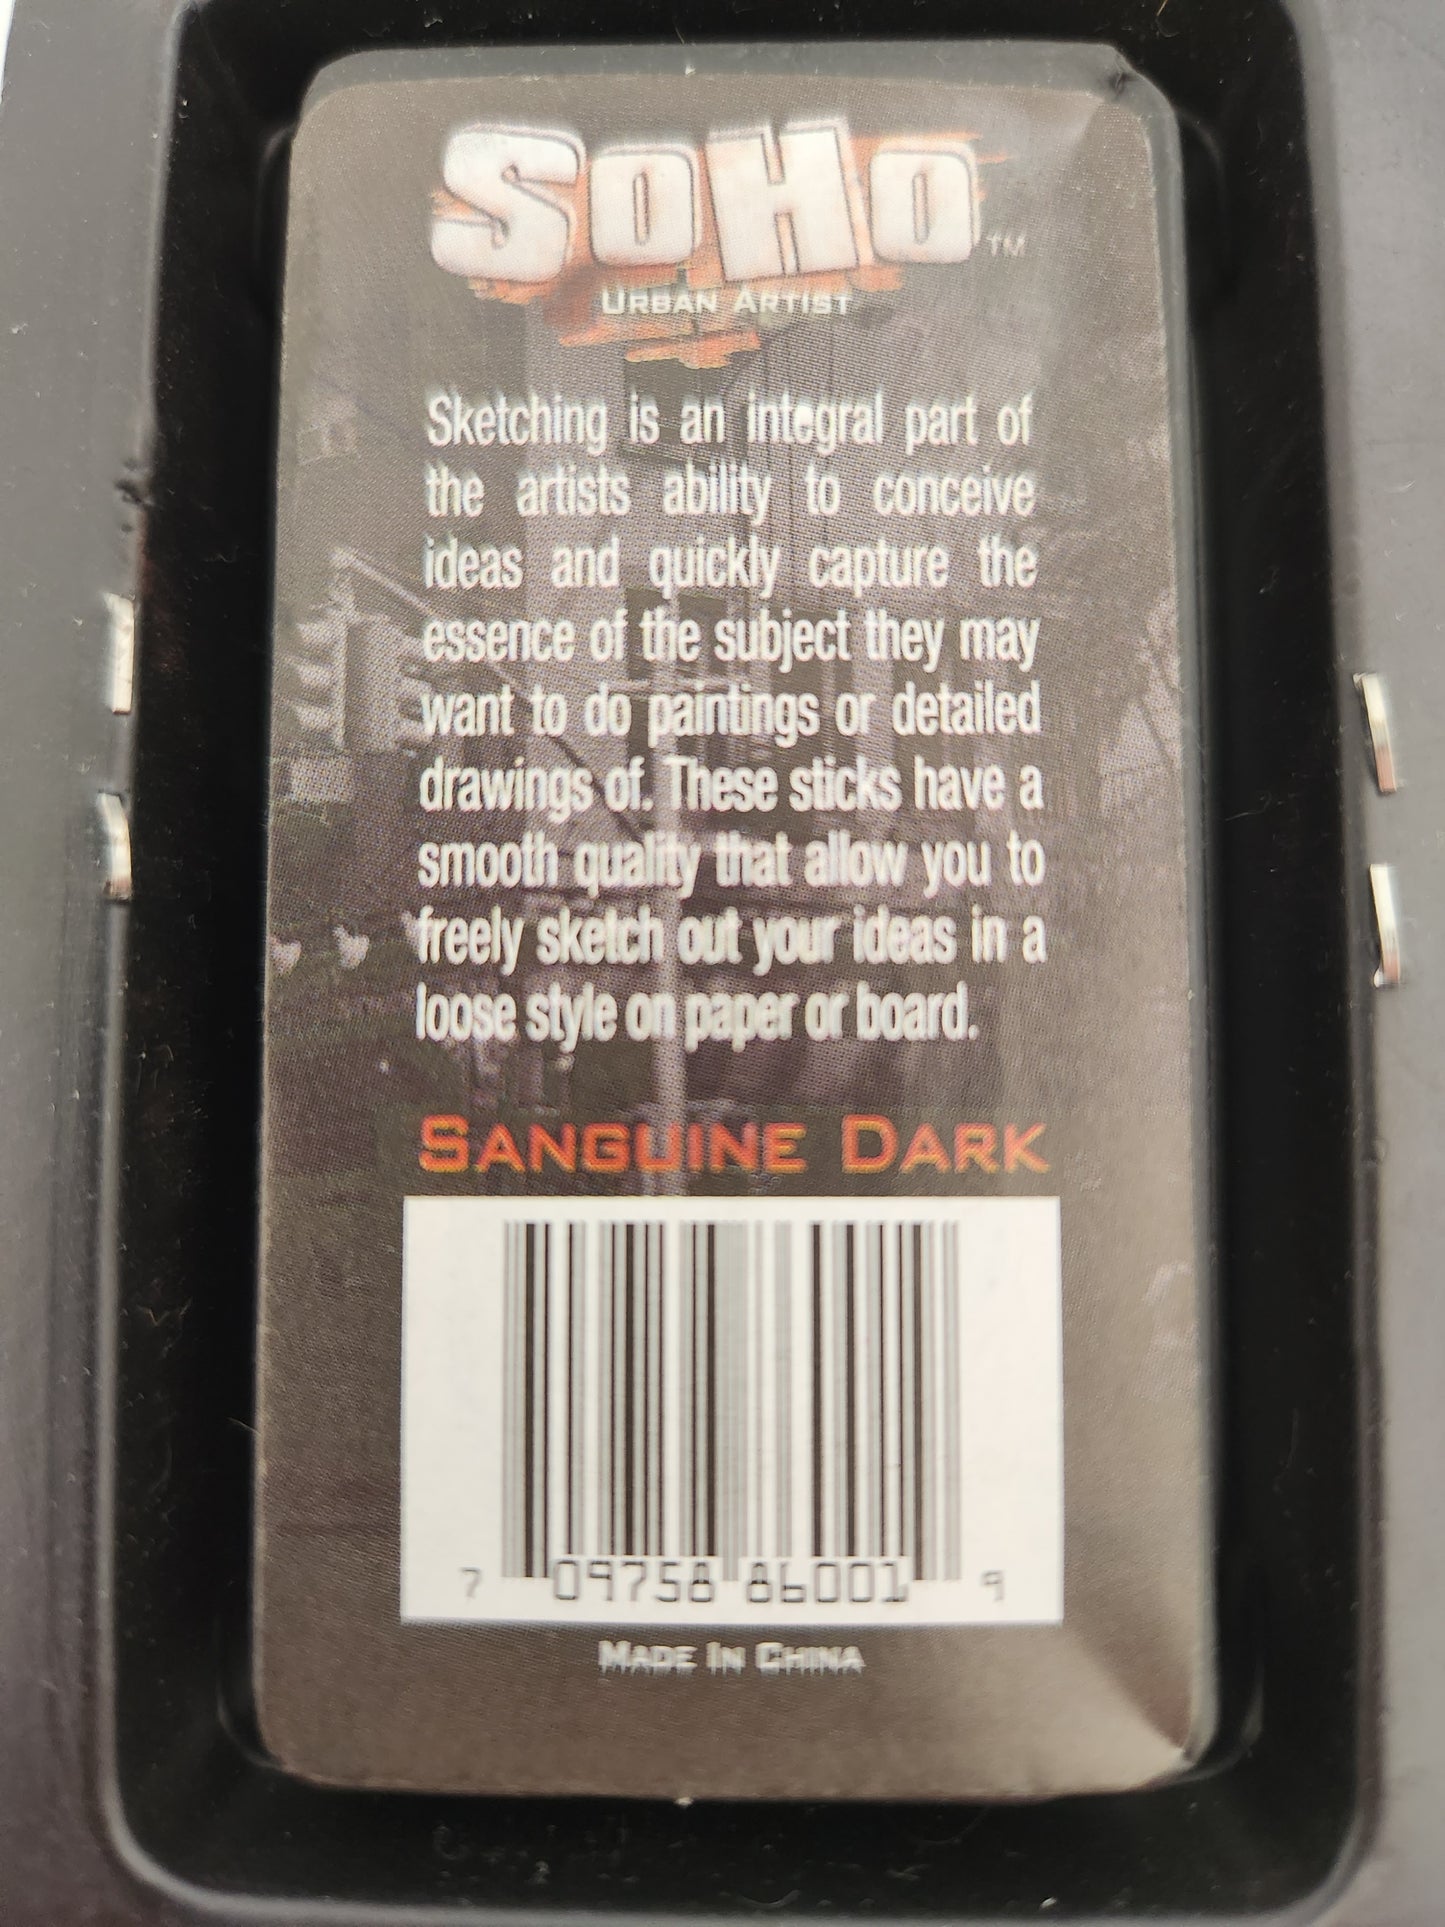 SoHo™
Urban Artist
Sketching is an integral part of
the artists ability to conceive
ideas and quickly capture the
essence of the subject they may
want to do paintings or detailed
drawings of. These sticks have a
smooth quality that allow you to
freely sketch out your ideas in a
loose style on paper or board.
Sanguine Dark
7 09758 86001 9
Made In China